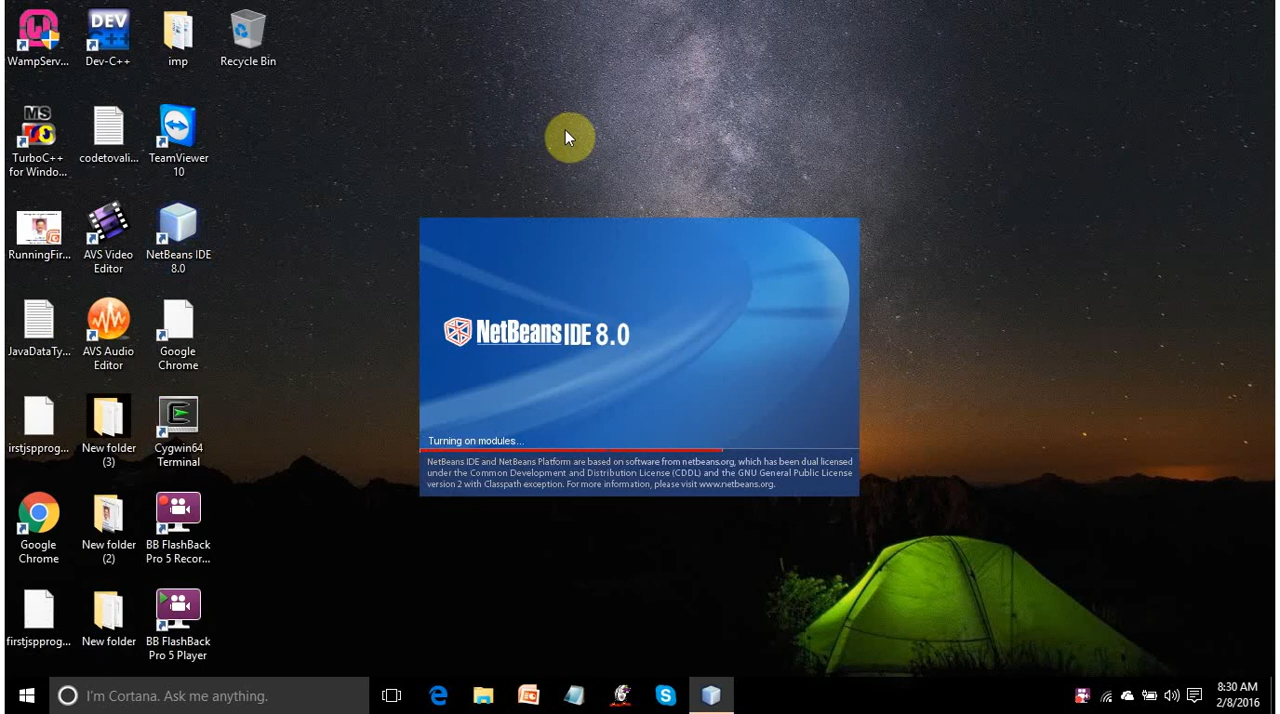 WampServ...
DEV
C++
Dev-C++
imp
Recycle Bin
MS
TurboC++
for Windo...
codetovali...
TeamViewer
10
RunningFir...
AVS Video
Editor
NetBeans IDE
8.0
JavaDataTy...
AVS Audio
Editor
Google
Chrome
irstjspprog...
New folder
(3)
Cygwin64
Terminal
Google
Chrome
New folder
(2)
BB FlashBack
Pro 5 Recor...
firstjspprog...
New folder
BB FlashBack
Pro 5 Player
NetBeans IDE 8.0
Turning on modules...
NetBeans IDE and NetBeans Platform are based on software from netbeans.org, which has been dual licensed
under the Common Development and Distribution License (CDDL) and the GNU General Public License
version 2 with Classpath exception. For more information, please visit www.netbeans.org.
I'm Cortana. Ask me anything.
8:30 AM
2/8/2016